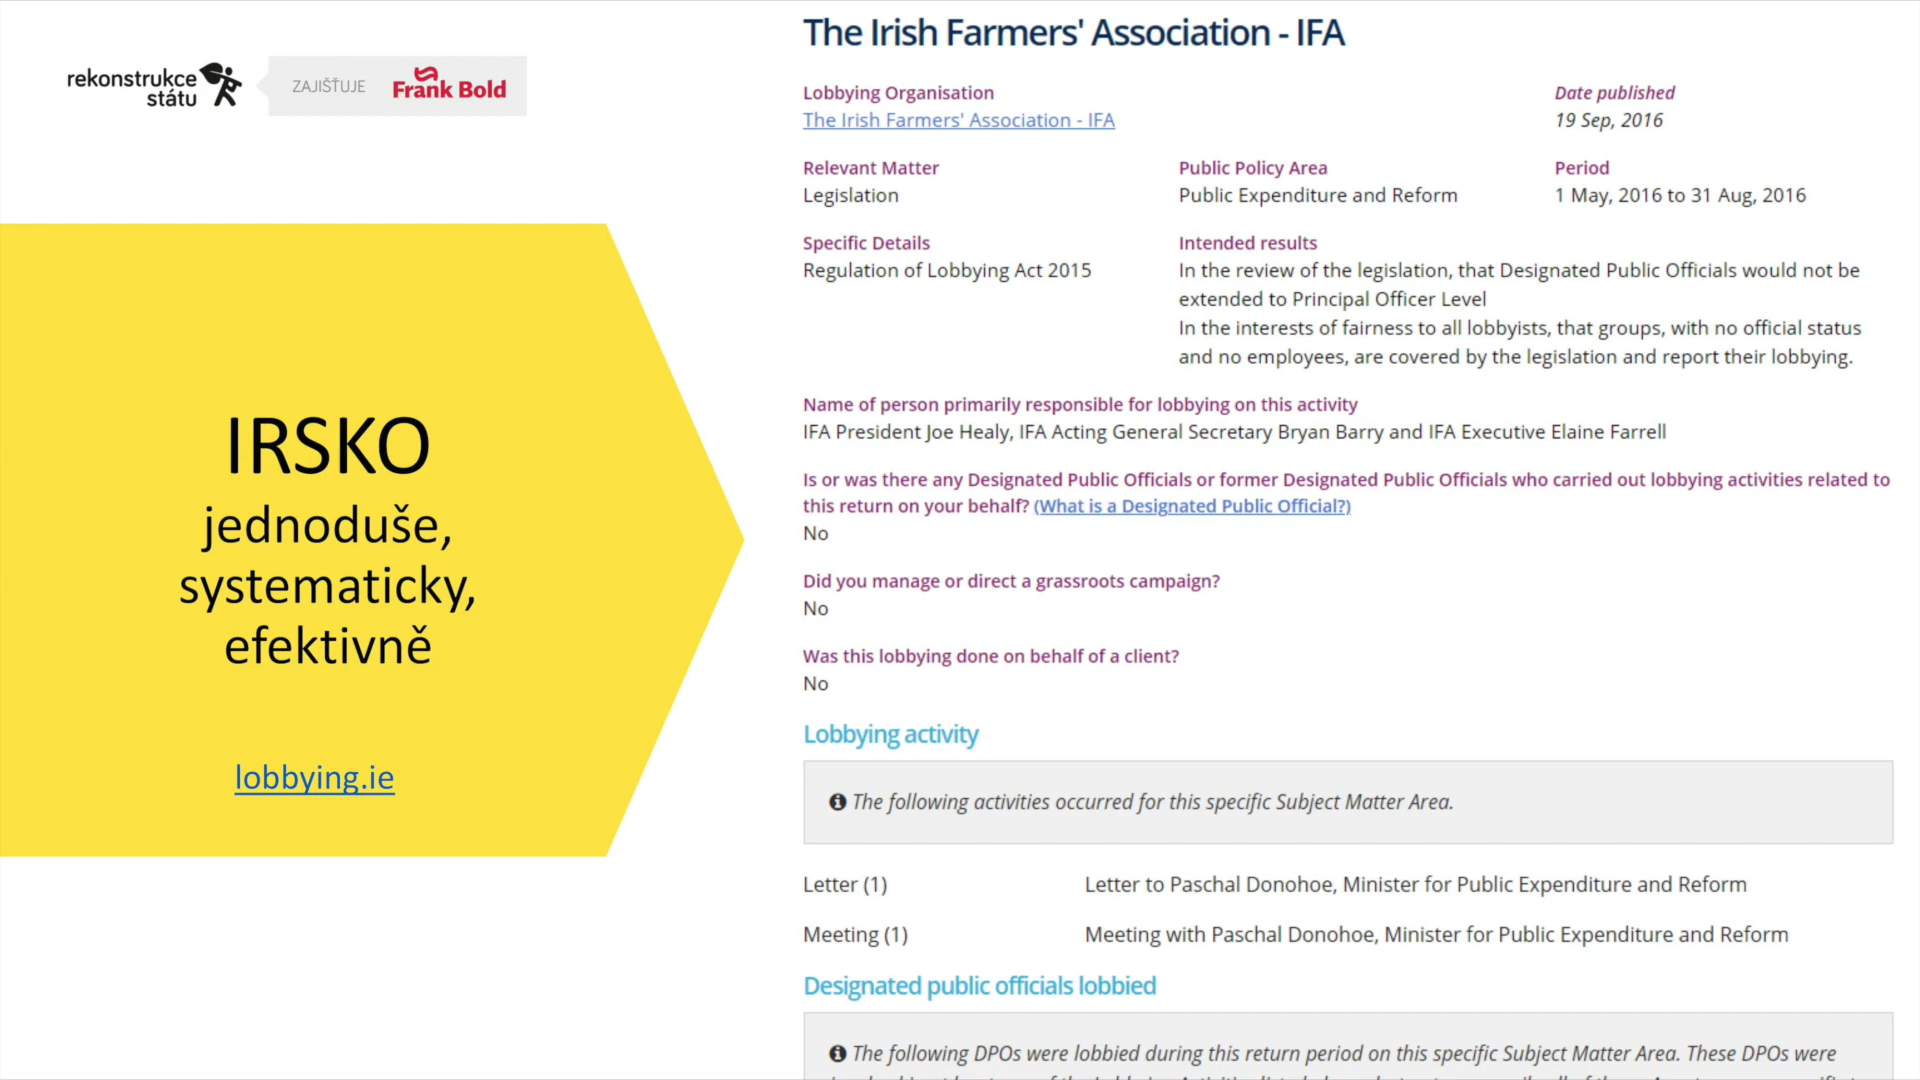 rekonstrukce
státu
ZAJIŠŤUJE
Frank Bold
IRSKO
jednoduše,
systematicky,
efektivně
lobbying.ie
The Irish Farmers' Association - IFA
Lobbying Organisation
The Irish Farmers' Association - IFA
Date published
19 Sep, 2016
Relevant Matter
Legislation
Public Policy Area
Public Expenditure and Reform
Period
1 May, 2016 to 31 Aug, 2016
Specific Details
Regulation of Lobbying Act 2015
Intended results
In the review of the legislation, that Designated Public Officials would not be
extended to Principal Officer Level
In the interests of fairness to all lobbyists, that groups, with no official status
and no employees, are covered by the legislation and report their lobbying.
Name of person primarily responsible for lobbying on this activity
IFA President Joe Healy, IFA Acting General Secretary Bryan Barry and IFA Executive Elaine Farrell
Is or was there any Designated Public Officials or former Designated Public Officials who carried out lobbying activities related to
this return on your behalf? (What is a Designated Public Official?)
No
Did you manage or direct a grassroots campaign?
No
Was this lobbying done on behalf of a client?
No
Lobbying activity
The following activities occurred for this specific Subject Matter Area.
Letter (1)
Letter to Paschal Donohoe, Minister for Public Expenditure and Reform
Meeting (1)
Meeting with Paschal Donohoe, Minister for Public Expenditure and Reform
Designated public officials lobbied
The following DPOs were lobbied during this return period on this specific Subject Matter Area. These DPOs were